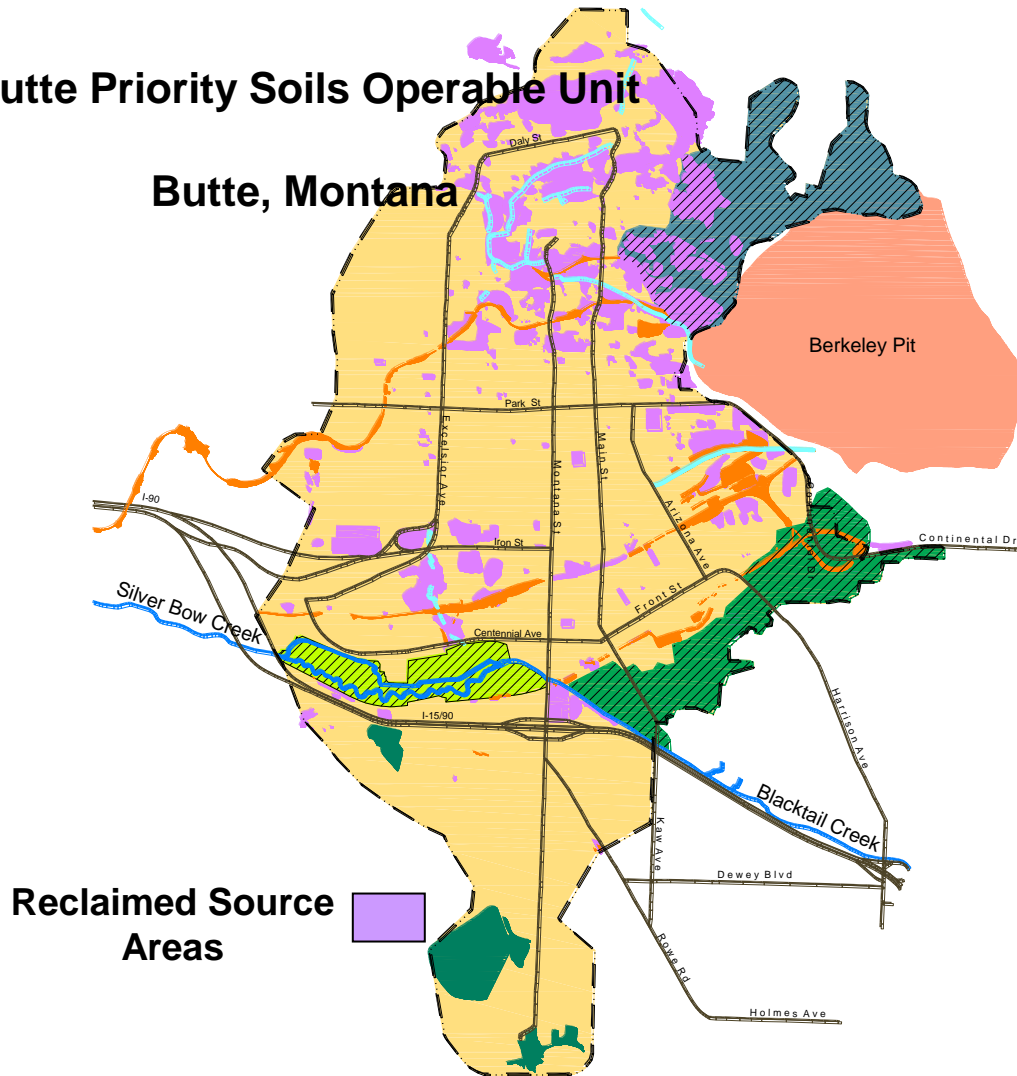 utte Priority Soils Operable Unit
Butte, Montana
Daly St
Berkeley Pit
Park St
Excelsior Ave
Main St
Montana St
I-90
Arizona Ave
Continental Dr
Continental Dr
Iron St
Silver Bow Creek
Front St
Centennial Ave
Harrison Ave
I-15/90
Blacktail Creek
Kaw Ave
Dewey Blvd
Reclaimed Source
Areas
Rowe Rd
Holmes Ave